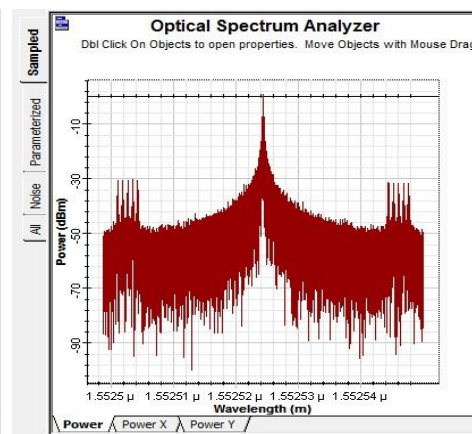 Optical Spectrum Analyzer
Dbl Click On Objects to open properties. Move Objects with Mouse Drag
Sampled
Parameterized
Noise
All
Power (dBm)
-10
-30
-50
-70
-90
1.5525 µ 1.55251 µ 1.55252 µ 1.55253 µ 1.55254 µ
Wavelength (m)
Power Power X Power Y